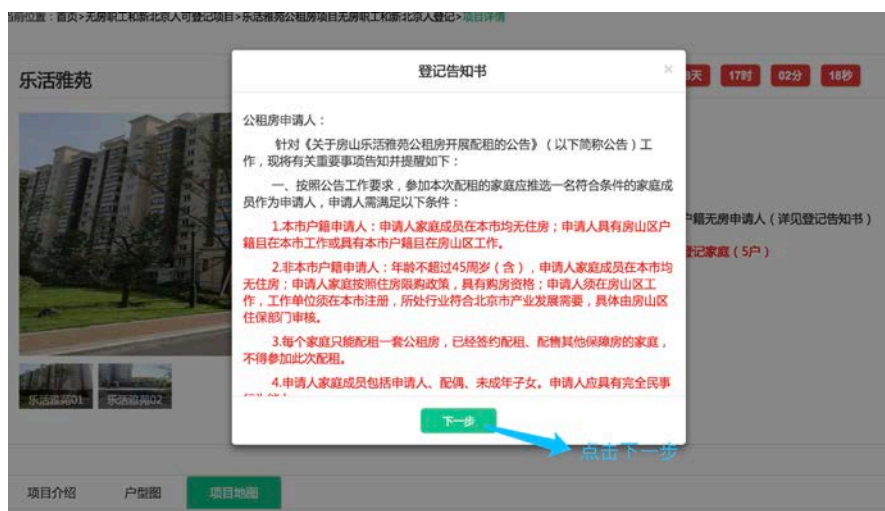 当前位置：首页>无房职工和新北京人可登记项目>乐活雅苑公租房项目无房职工和新北京人登记>项目详情
登记告知书
×
乐活雅苑
天
17时
02分
18秒
公租房申请人：
针对《关于房山乐活雅苑公租房开展配租的公告》（以下简称公告）工
作，现将有关重要事项告知并提醒如下：
一、按照公告工作要求，参加本次配租的家庭应推选一名符合条件的家庭成
员作为申请人，申请人需满足以下条件：
1.本市户籍申请人：申请人家庭成员在本市均无住房；申请人具有房山区户
籍且在本市工作或具有本市户籍且在房山区工作。
2.非本市户籍申请人：年龄不超过45周岁（含），申请人家庭成员在本市均
无住房；申请人家庭按照住房限购政策，具有购房资格；申请人须在房山区工
作，工作单位须在本市注册，所处行业符合北京市产业发展需要，具体由房山区
住保部门审核。
3.每个家庭只能配租一套公租房，已经签约配租、配售其他保障房的家庭，
不得参加此次配租。
4.申请人家庭成员包括申请人、配偶、未成年子女。申请人应具有完全民事
户籍无房申请人（详见登记告知书）
登记家庭（5户）
乐活雅苑01
乐活雅苑02
下一步
点击下一步
项目介绍
户型图
项目地图